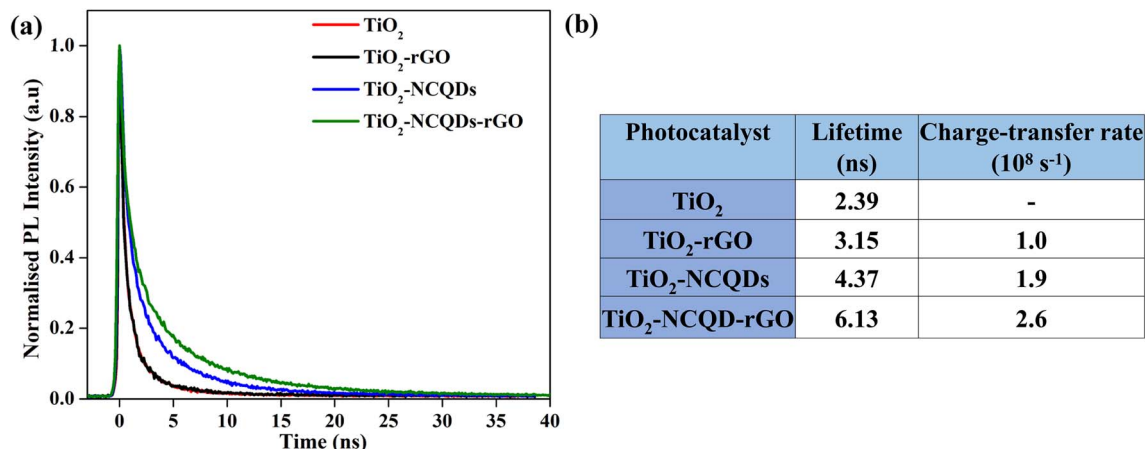 (a)
TiO2
TiO2-rGO
TiO2-NCQDs
TiO2-NCQDs-rGO
Normalised PL Intensity (a.u)
1.0
0.8
0.6
0.4
0.2
0.0
0 5 10 15 20 25 30 35 40
Time (ns)
(b)
Photocatalyst Lifetime (ns) Charge-transfer rate (10⁸ s⁻¹)
TiO2 2.39 -
TiO2-rGO 3.15 1.0
TiO2-NCQDs 4.37 1.9
TiO2-NCQD-rGO 6.13 2.6